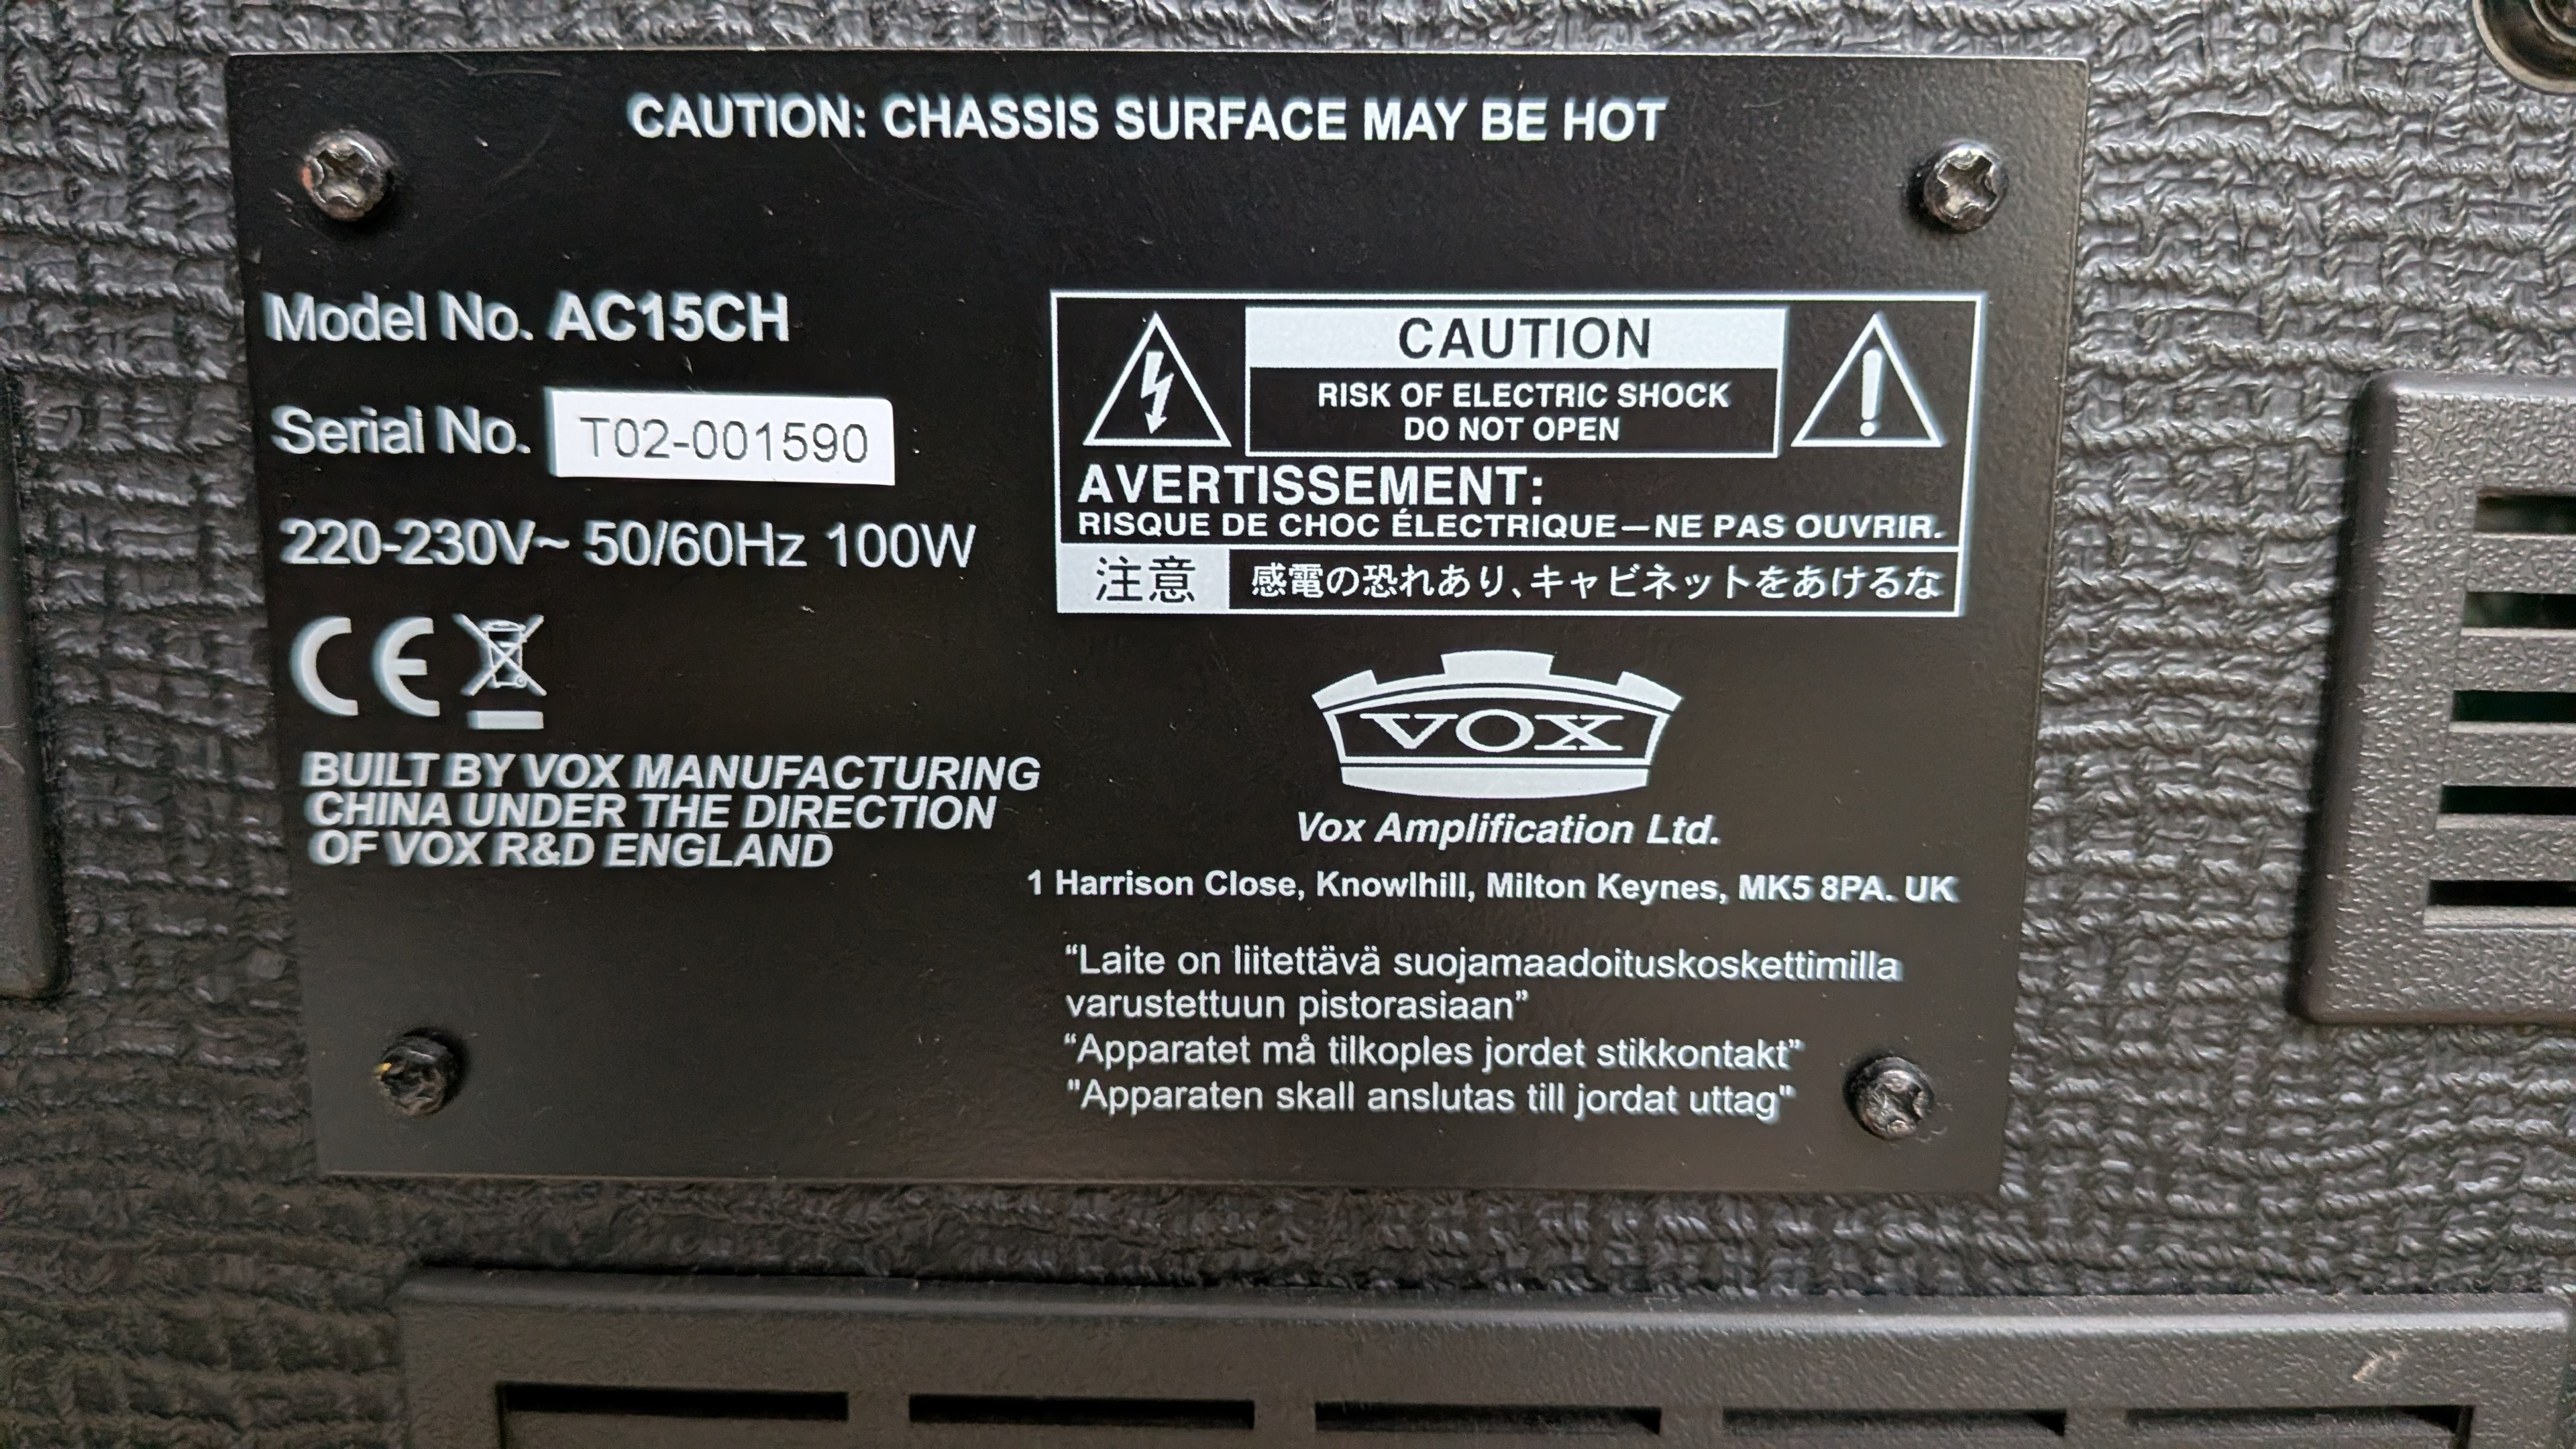 CAUTION: CHASSIS SURFACE MAY BE HOT
Model No. AC15CH
Serial No. T02-001590
220-230V~ 50/60Hz 100W
CE
BUILT BY VOX MANUFACTURING
CHINA UNDER THE DIRECTION
OF VOX R&D ENGLAND
CAUTION
RISK OF ELECTRIC SHOCK
DO NOT OPEN
AVERTISSEMENT:
RISQUE DE CHOC ÉLECTRIQUE—NE PAS OUVRIR.
注意 感電の恐れあり、キャビネットをあけるな
VOX
Vox Amplification Ltd.
1 Harrison Close, Knowlhill, Milton Keynes, MK5 8PA. UK
“Laite on liitettävä suojamaadoituskoskettimilla
varustettuun pistorasiaan”
“Apparatet må tilkoples jordet stikkontakt”
"Apparaten skall anslutas till jordat uttag"